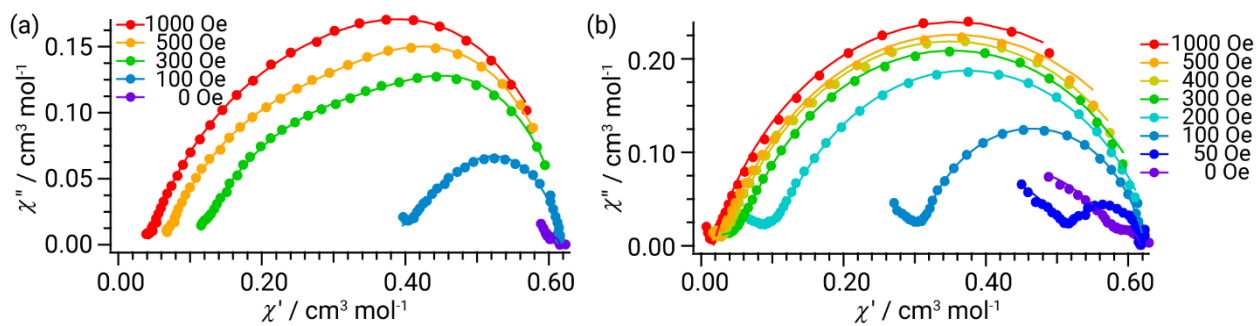 (a)
1000 Oe
500 Oe
300 Oe
100 Oe
0 Oe
0.15
0.10
0.05
0.00
χ" / cm³ mol⁻¹
0.00 0.20 0.40 0.60
χ' / cm³ mol⁻¹
(b)
0.20
0.10
0.00
χ" / cm³ mol⁻¹
0.00 0.20 0.40 0.60
χ' / cm³ mol⁻¹
1000 Oe
500 Oe
400 Oe
300 Oe
200 Oe
100 Oe
50 Oe
0 Oe